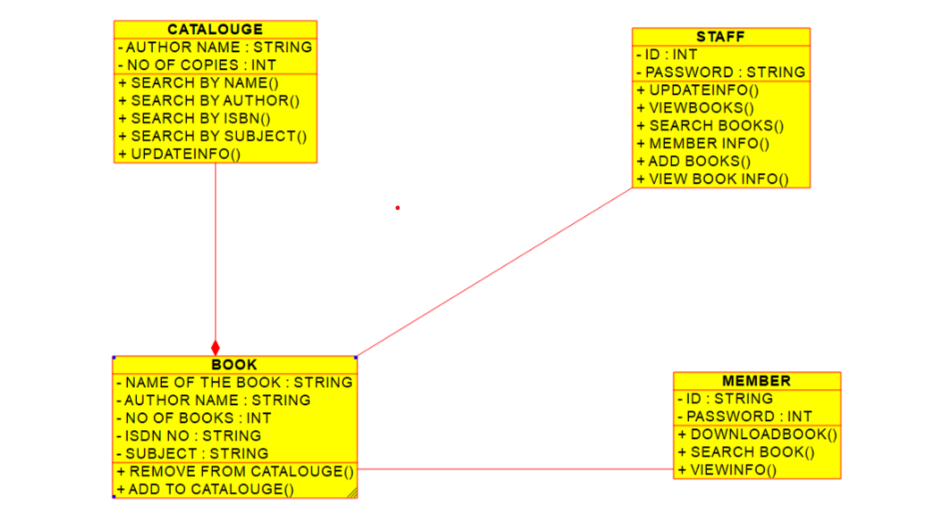 CATALOUGE
- AUTHOR NAME : STRING
- NO OF COPIES : INT
+ SEARCH BY NAME()
+ SEARCH BY AUTHOR()
+ SEARCH BY ISBN()
+ SEARCH BY SUBJECT()
+ UPDATEINFO()
STAFF
- ID : INT
- PASSWORD : STRING
+ UPDATEINFO()
+ VIEWBOOKS()
+ SEARCH BOOKS()
+ MEMBER INFO()
+ ADD BOOKS()
+ VIEW BOOK INFO()
BOOK
- NAME OF THE BOOK : STRING
- AUTHOR NAME : STRING
- NO OF BOOKS : INT
- ISDN NO : STRING
- SUBJECT : STRING
+ REMOVE FROM CATALOUGE()
+ ADD TO CATALOUGE()
MEMBER
- ID : STRING
- PASSWORD : INT
+ DOWNLOADBOOK()
+ SEARCH BOOK()
+ VIEWINFO()